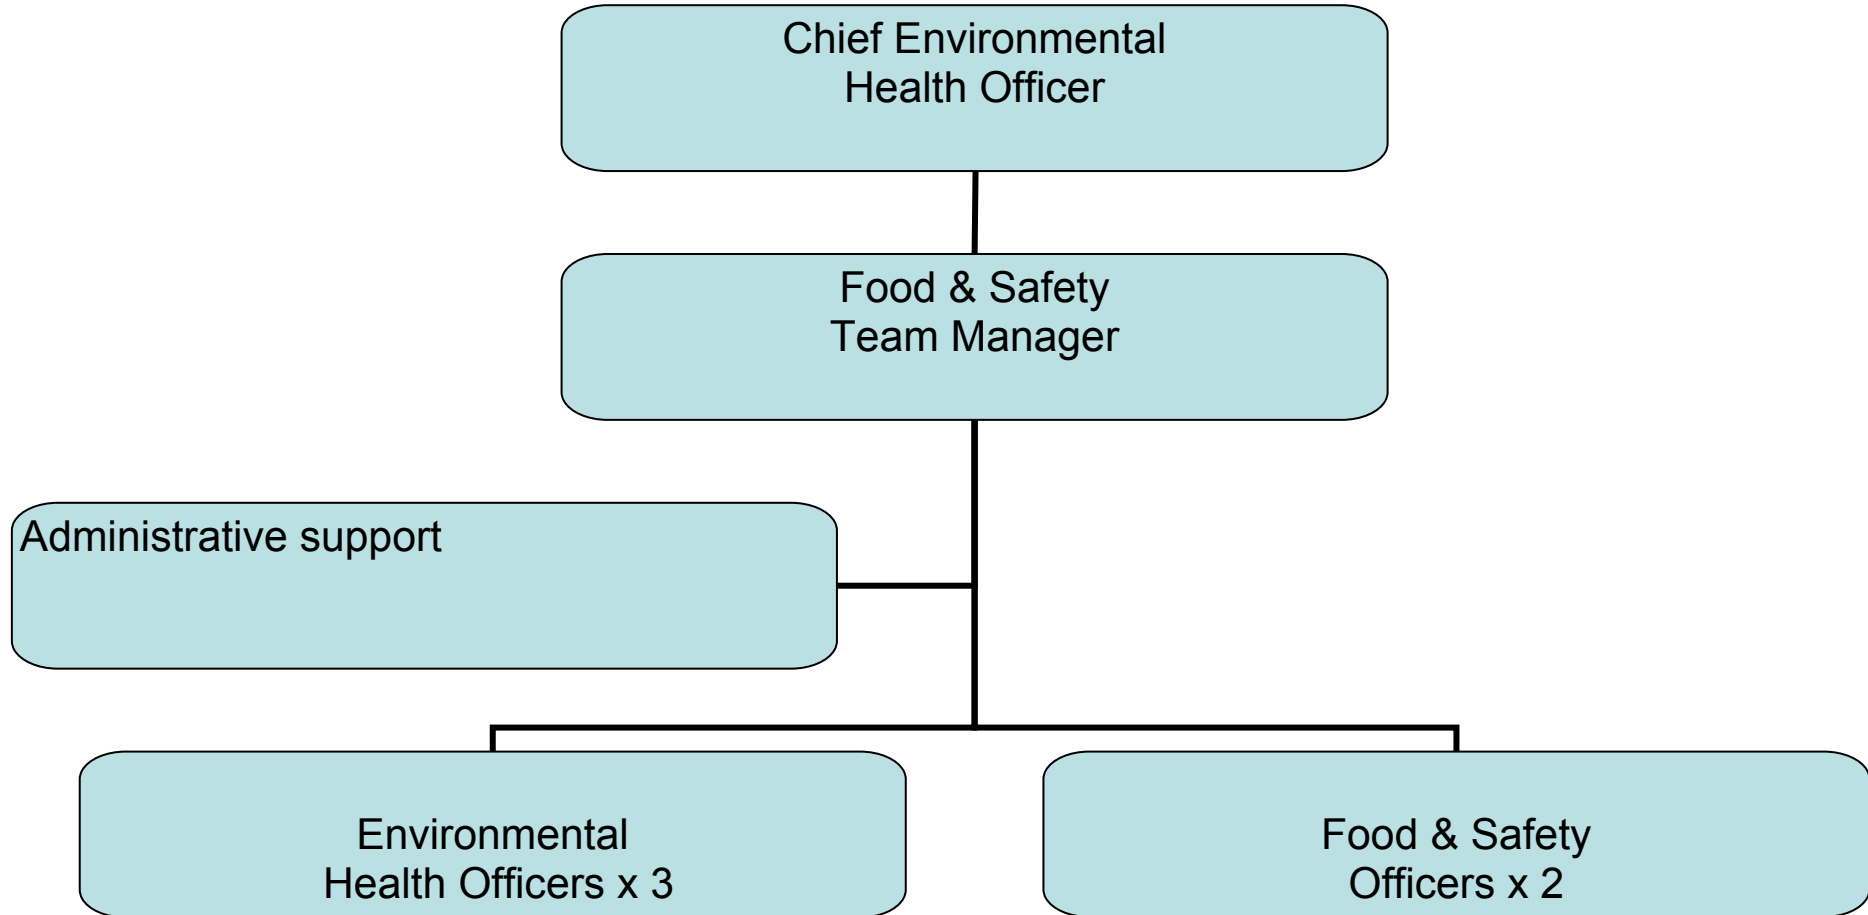 Chief Environmental
Health Officer
Food & Safety
Team Manager
Administrative support
Environmental
Health Officers x 3
Food & Safety
Officers x 2